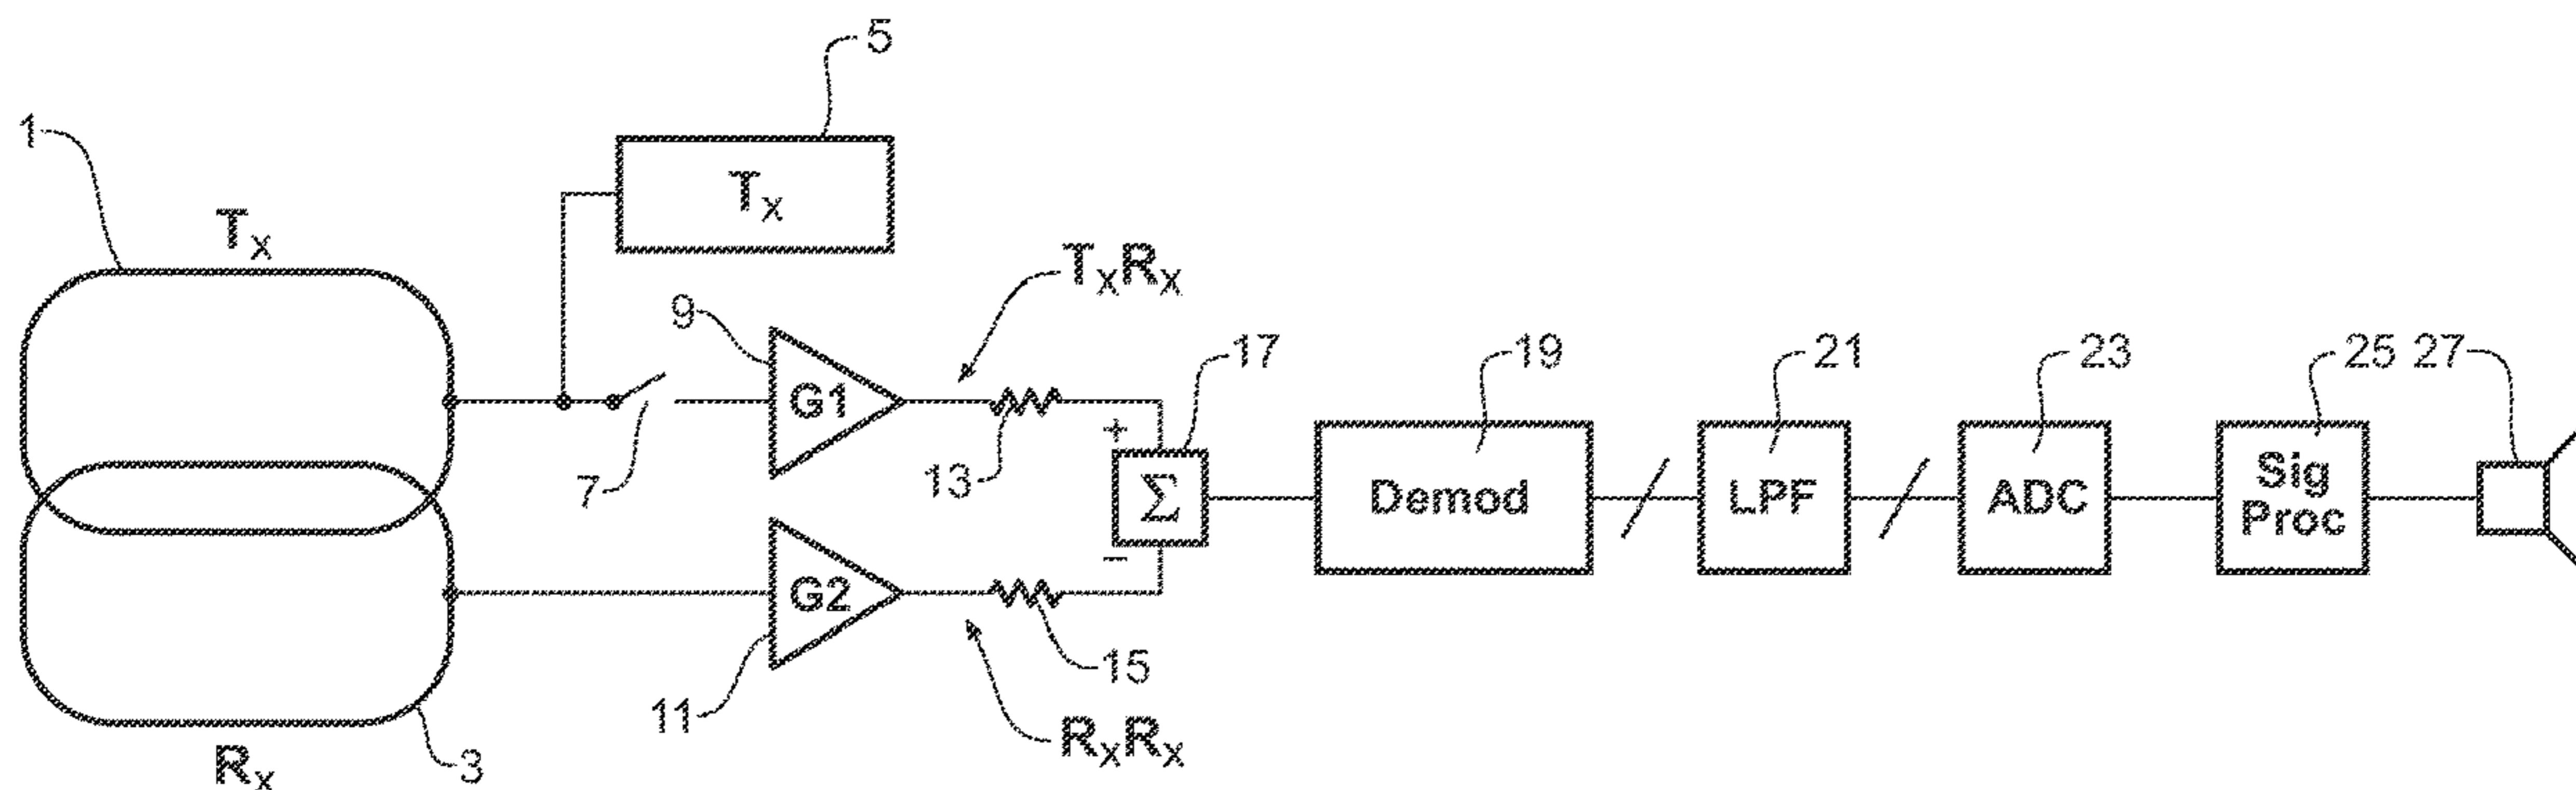 5
1
Tx
Tx
TxRx
9
17
19
21
23
25
27
G1
+
13
7
Σ
Demod
LPF
ADC
Sig
Proc
−
G2
15
11
RxRx
Rx
3